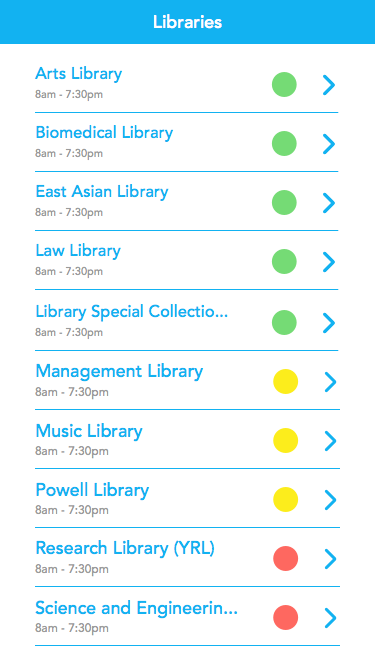 Libraries
Arts Library
8am - 7:30pm
Biomedical Library
8am - 7:30pm
East Asian Library
8am - 7:30pm
Law Library
8am - 7:30pm
Library Special Collectio...
8am - 7:30pm
Management Library
8am - 7:30pm
Music Library
8am - 7:30pm
Powell Library
8am - 7:30pm
Research Library (YRL)
8am - 7:30pm
Science and Engineerin...
8am - 7:30pm